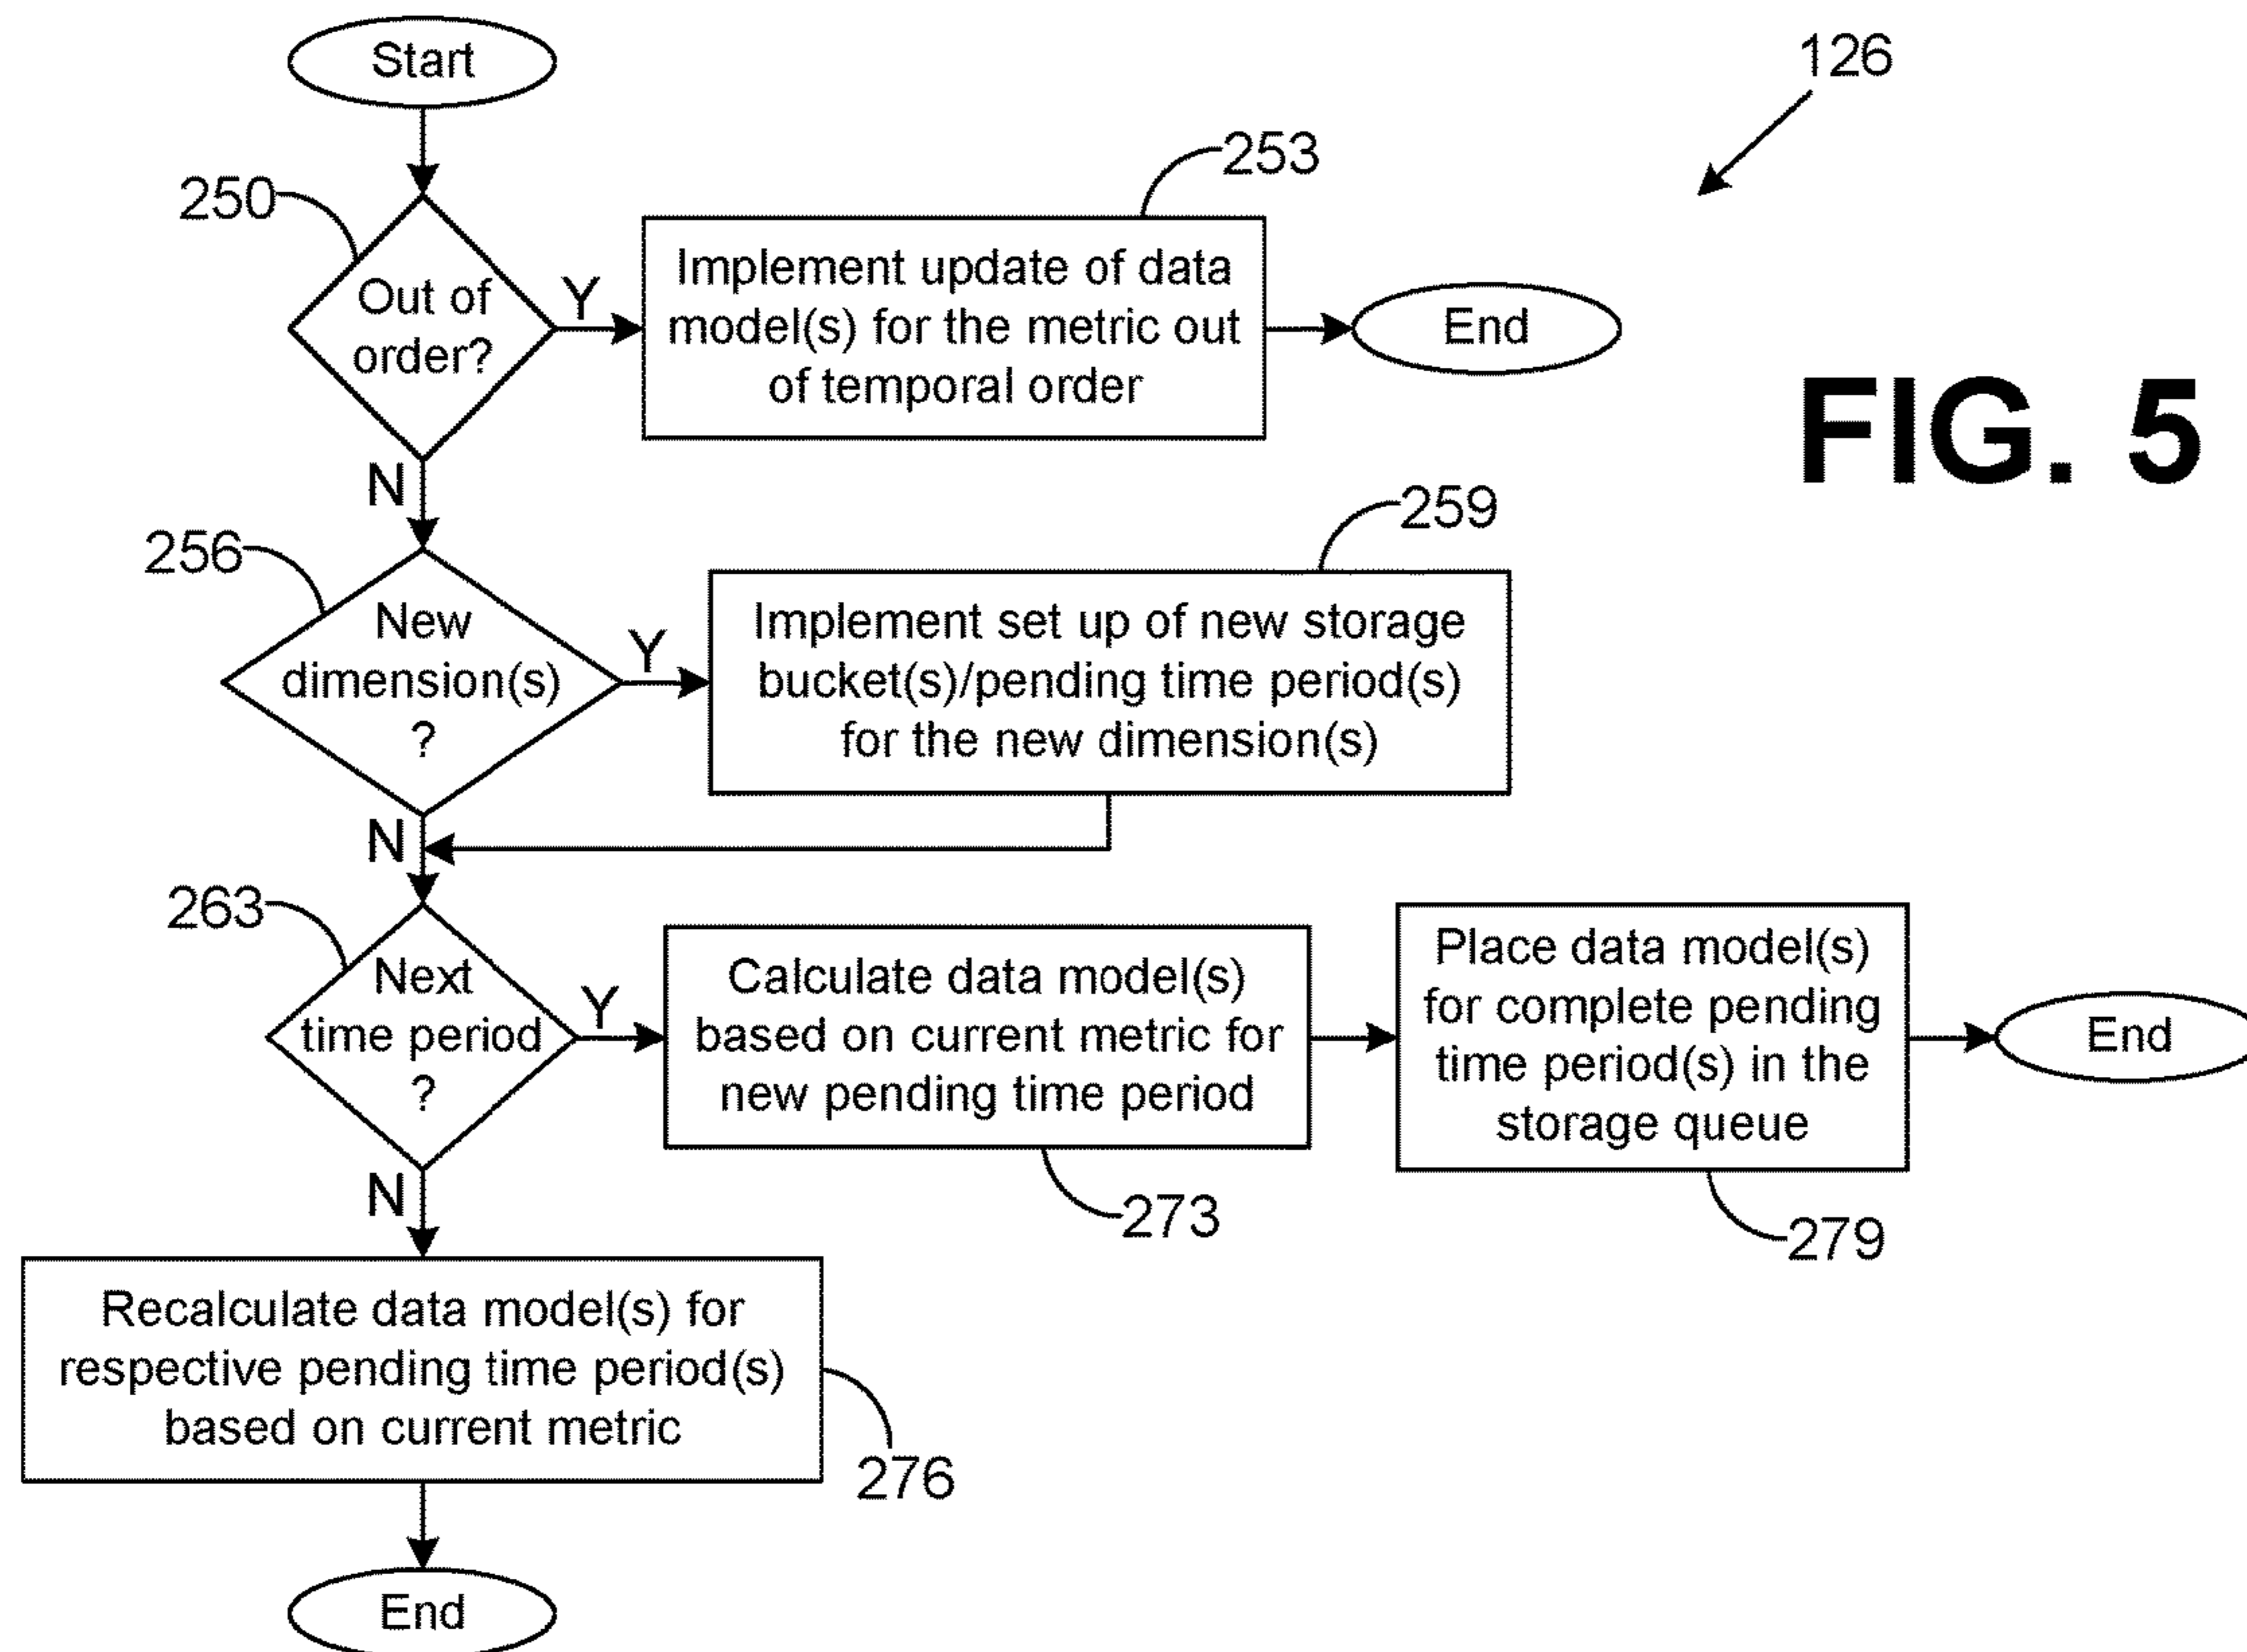 Start
126
250
253
Out of
order?
Y
Implement update of data
model(s) for the metric out
of temporal order
End
FIG. 5
N
256
259
New
dimension(s)
?
Y
Implement set up of new storage
bucket(s)/pending time period(s)
for the new dimension(s)
N
263
Next
time period
?
Y
Calculate data model(s)
based on current metric for
new pending time period
273
Place data model(s)
for complete pending
time period(s) in the
storage queue
279
End
N
Recalculate data model(s) for
respective pending time period(s)
based on current metric
276
End